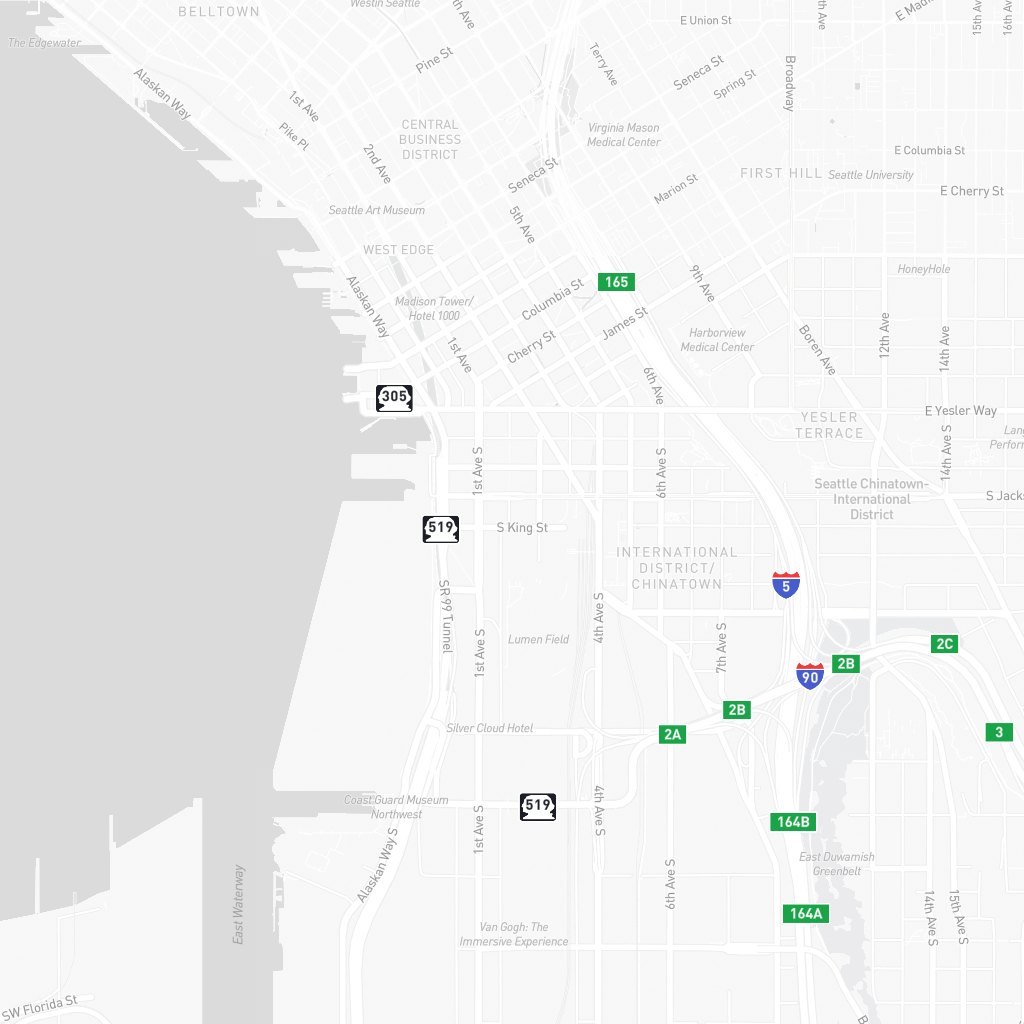 BELLTOWN
Westin Seattle
E Union St
E Madi
15th Av
16th Av
The Edgewater
Pine St
Terry Ave
Seneca St
Broadway
Alaskan Way
1st Ave
Spring St
Pike Pl
CENTRAL
BUSINESS
DISTRICT
Virginia Mason
Medical Center
E Columbia St
2nd Ave
Seneca St
FIRST HILL
Seattle University
Marion St
E Cherry St
Seattle Art Museum
5th Ave
WEST EDGE
HoneyHole
165
9th Ave
Alaskan Way
Madison Tower/
Hotel 1000
Columbia St
James St
Cherry St
1st Ave
Harborview
Medical Center
Boren Ave
12th Ave
14th Ave
6th Ave
305
E Yesler Way
YESLER
TERRACE
Lang
Perform
1st Ave S
6th Ave S
14th Ave S
Seattle Chinatown-
International
District
S Jacks
519
S King St
INTERNATIONAL
DISTRICT/
CHINATOWN
5
SR 99 Tunnel
4th Ave S
1st Ave S
Lumen Field
7th Ave S
2C
2B
90
2B
Silver Cloud Hotel
2A
3
Coast Guard Museum
Northwest
519
4th Ave S
1st Ave S
164B
Alaskan Way S
East Duwamish
Greenbelt
6th Ave S
East Waterway
164A
14th Ave S
15th Ave S
Van Gogh: The
Immersive Experience
SW Florida St